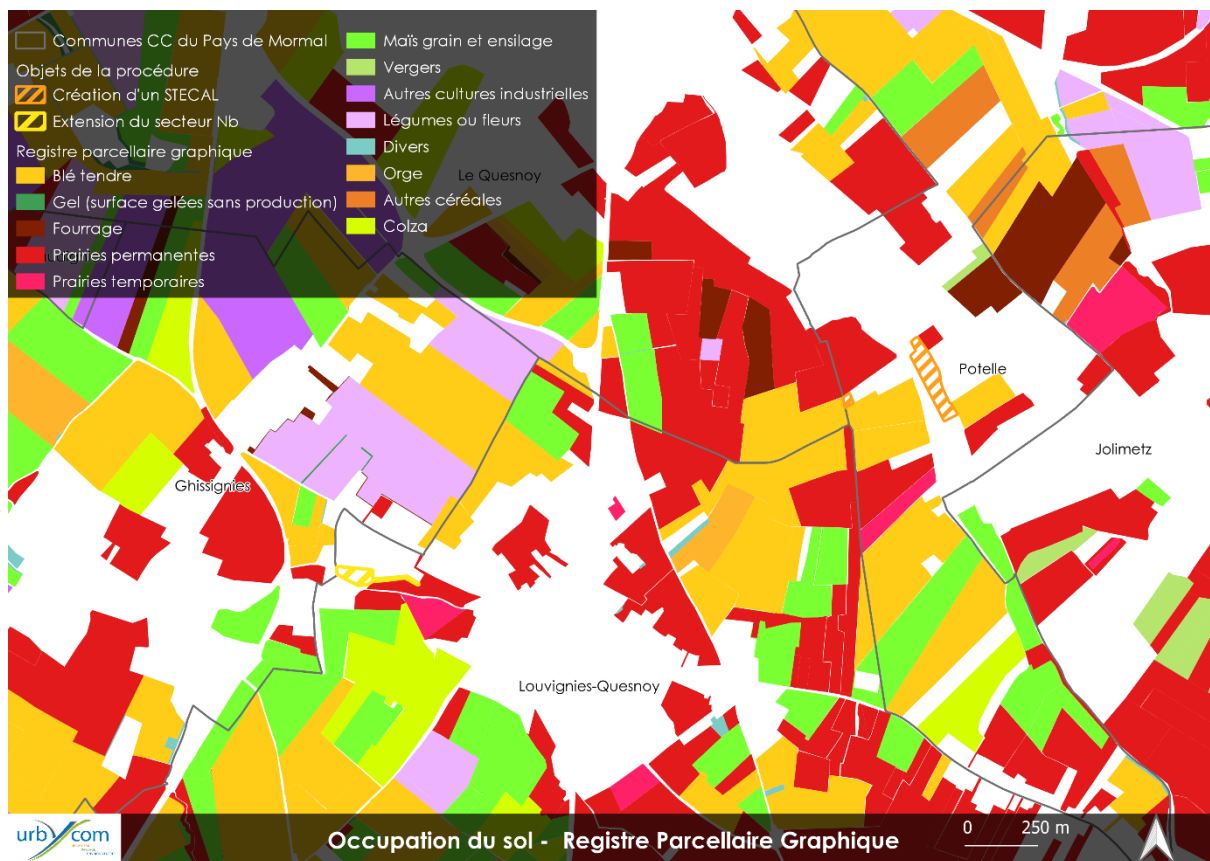 Communes CC du Pays de Mormal
Objets de la procédure
Création d'un STECAL
Extension du secteur Nb
Registre parcellaire graphique
Blé tendre
Gel (surface gelées sans production)
Fourrage
Prairies permanentes
Prairies temporaires
Maïs grain et ensilage
Vergers
Autres cultures industrielles
Légumes ou fleurs
Divers
Orge
Autres céréales
Colza
Le Quesnoy
Potelle
Jolimetz
Ghissignies
Louvignies-Quesnoy
urbycom
Occupation du sol - Registre Parcellaire Graphique
0 250 m